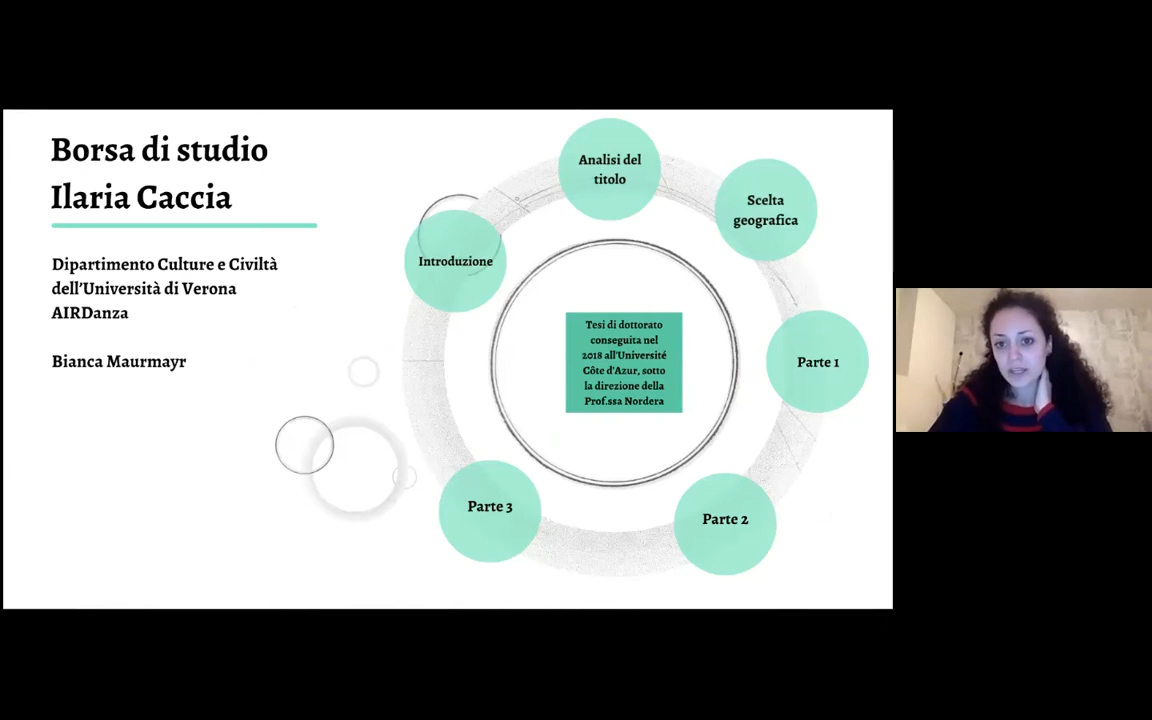 Borsa di studio
Ilaria Caccia
Dipartimento Culture e Civiltà
dell'Università di Verona
AIRDanza
Bianca Maurmayr
Introduzione
Analisi del
titolo
Scelta
geografica
Parte 1
Parte 2
Parte 3
Tesi di dottorato
conseguita nel
2018 all'Université
Côte d'Azur, sotto
la direzione della
Prof.ssa Nordera